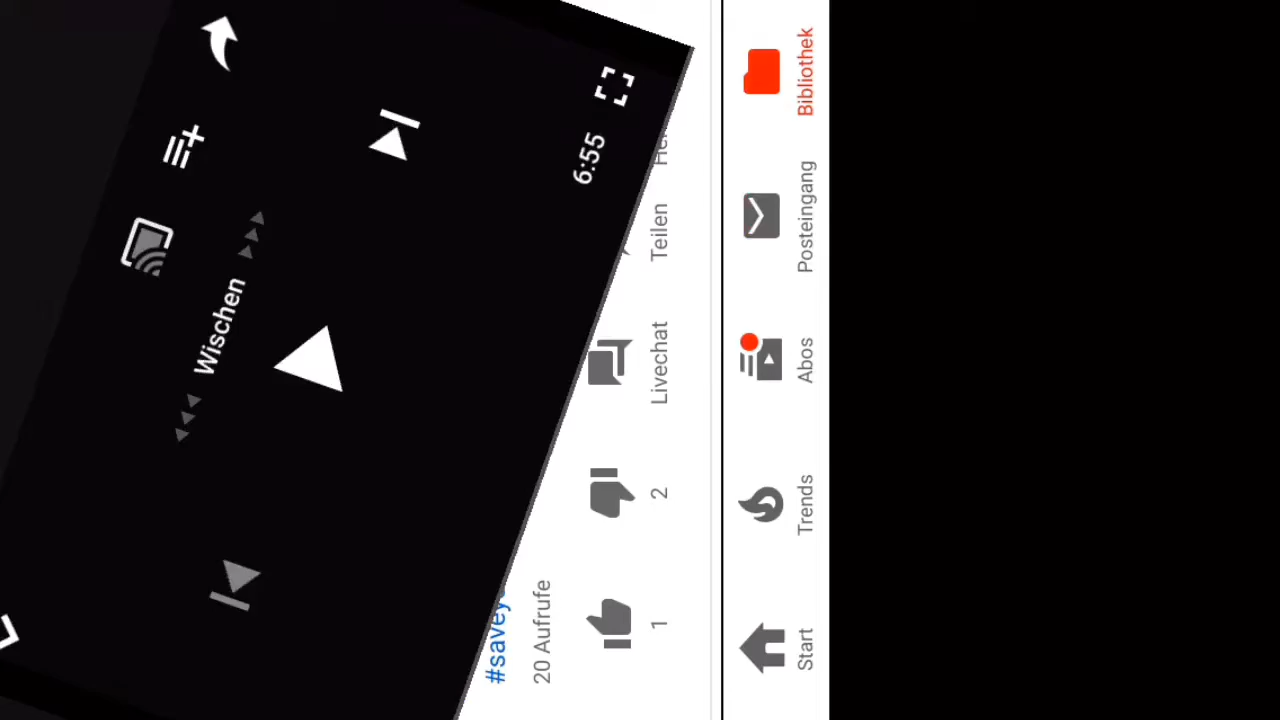 Wischen
6:55
#savey
20 Aufrufe
1
2
Livechat
Teilen
Start
Trends
Abos
Posteingang
Bibliothek